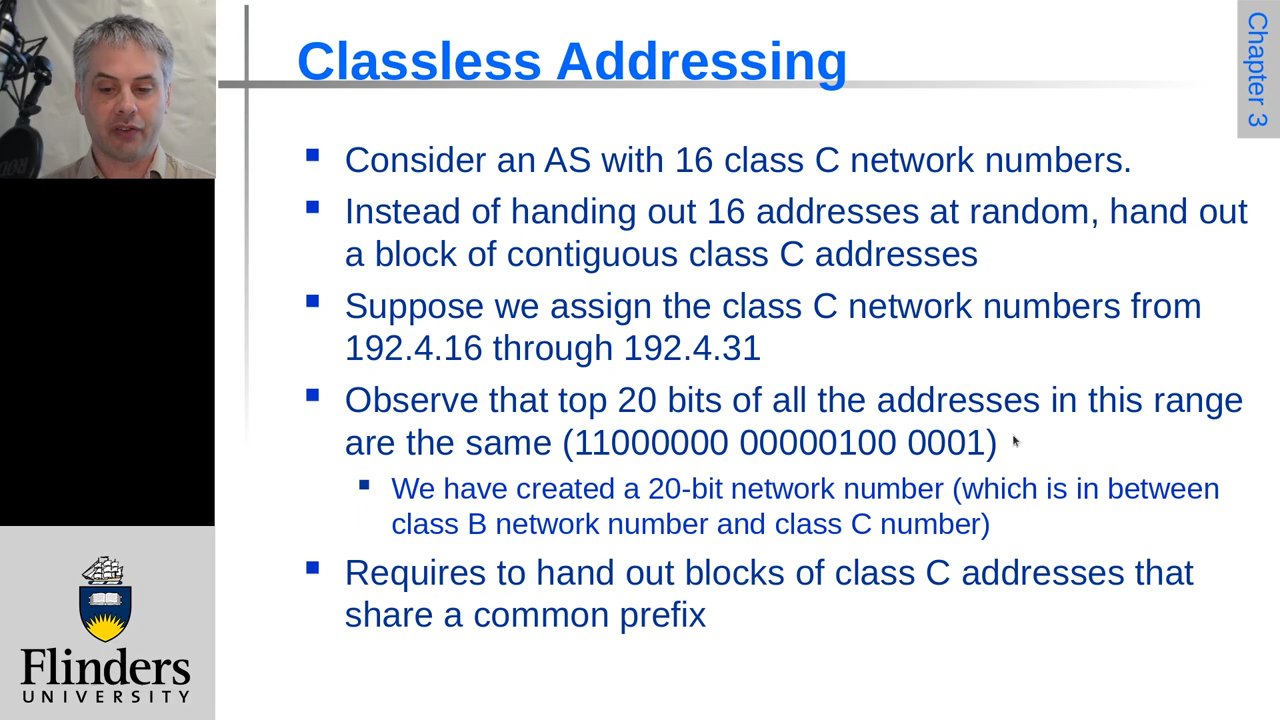 Classless Addressing
Chapter 3
Consider an AS with 16 class C network numbers.
Instead of handing out 16 addresses at random, hand out
a block of contiguous class C addresses
Suppose we assign the class C network numbers from
192.4.16 through 192.4.31
Observe that top 20 bits of all the addresses in this range
are the same (11000000 00000100 0001)
We have created a 20-bit network number (which is in between
class B network number and class C number)
Requires to hand out blocks of class C addresses that
share a common prefix
Flinders
UNIVERSITY